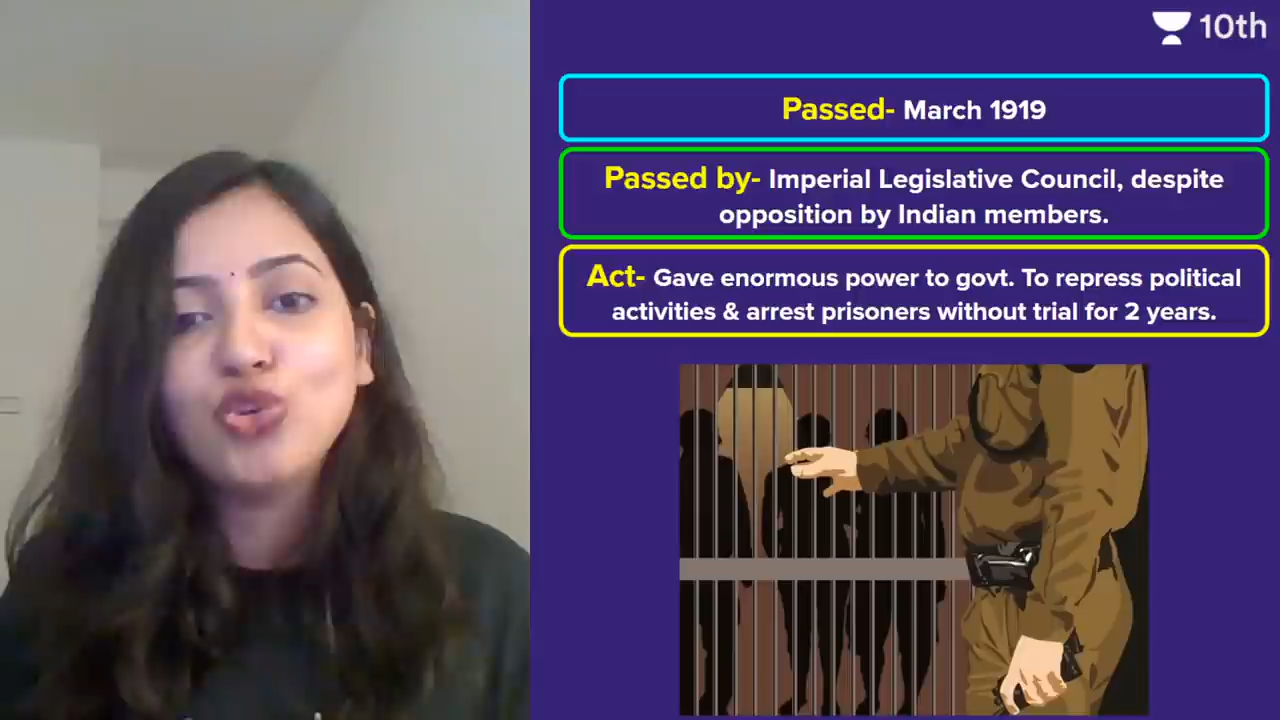 10th
Passed- March 1919
Passed by- Imperial Legislative Council, despite
opposition by Indian members.
Act- Gave enormous power to govt. To repress political
activities & arrest prisoners without trial for 2 years.